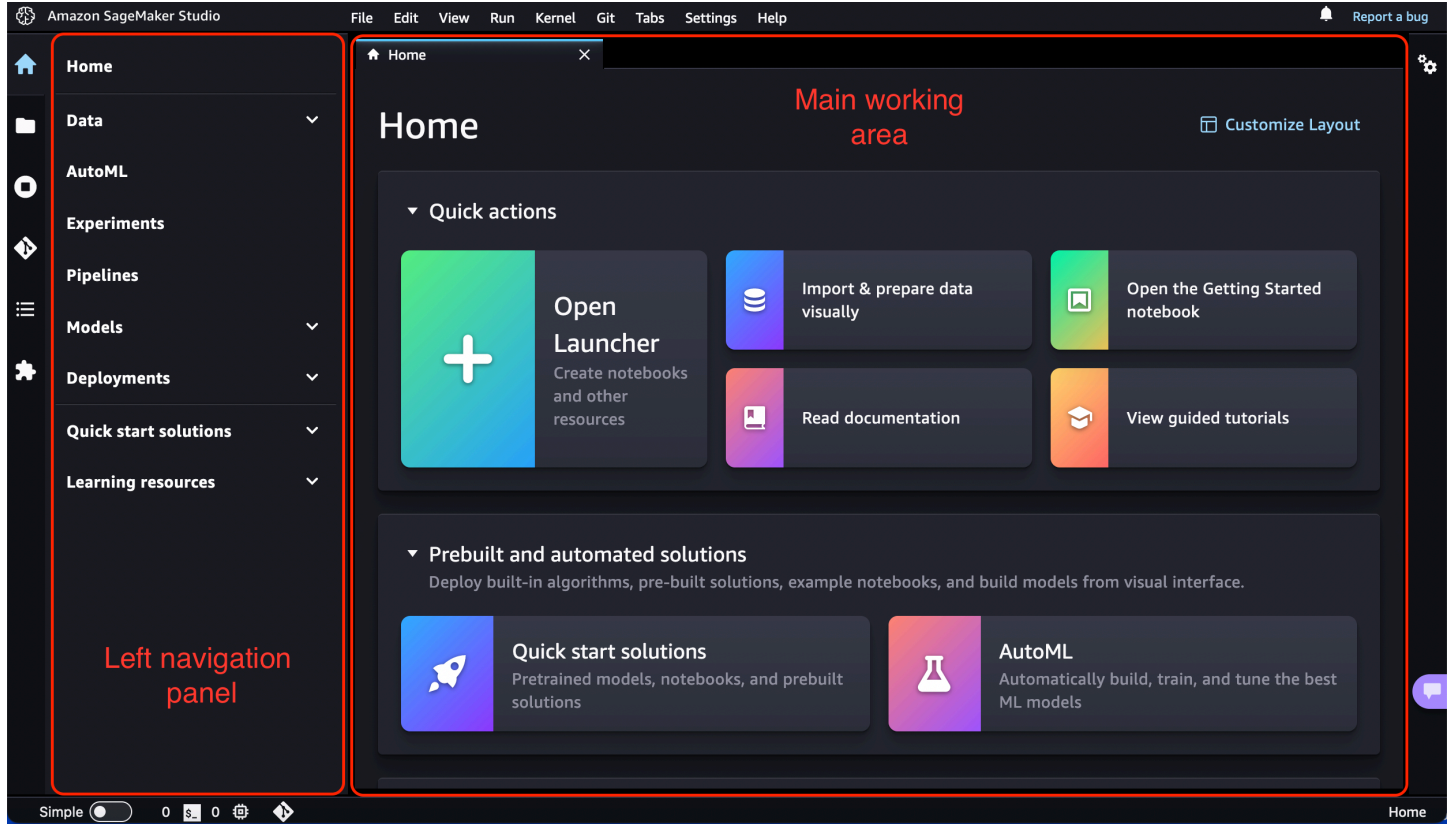 Amazon SageMaker Studio
File Edit View Run Kernel Git Tabs Settings Help
Report a bug
Home
Data
AutoML
Experiments
Pipelines
Models
Deployments
Quick start solutions
Learning resources
Left navigation
panel
Home
Main working
area
Home
Customize Layout
Quick actions
Open
Launcher
Create notebooks
and other
resources
Import & prepare data
visually
Open the Getting Started
notebook
Read documentation
View guided tutorials
Prebuilt and automated solutions
Deploy built-in algorithms, pre-built solutions, example notebooks, and build models from visual interface.
Quick start solutions
Pretrained models, notebooks, and prebuilt
solutions
AutoML
Automatically build, train, and tune the best
ML models
Simple 0 $_ 0
Home